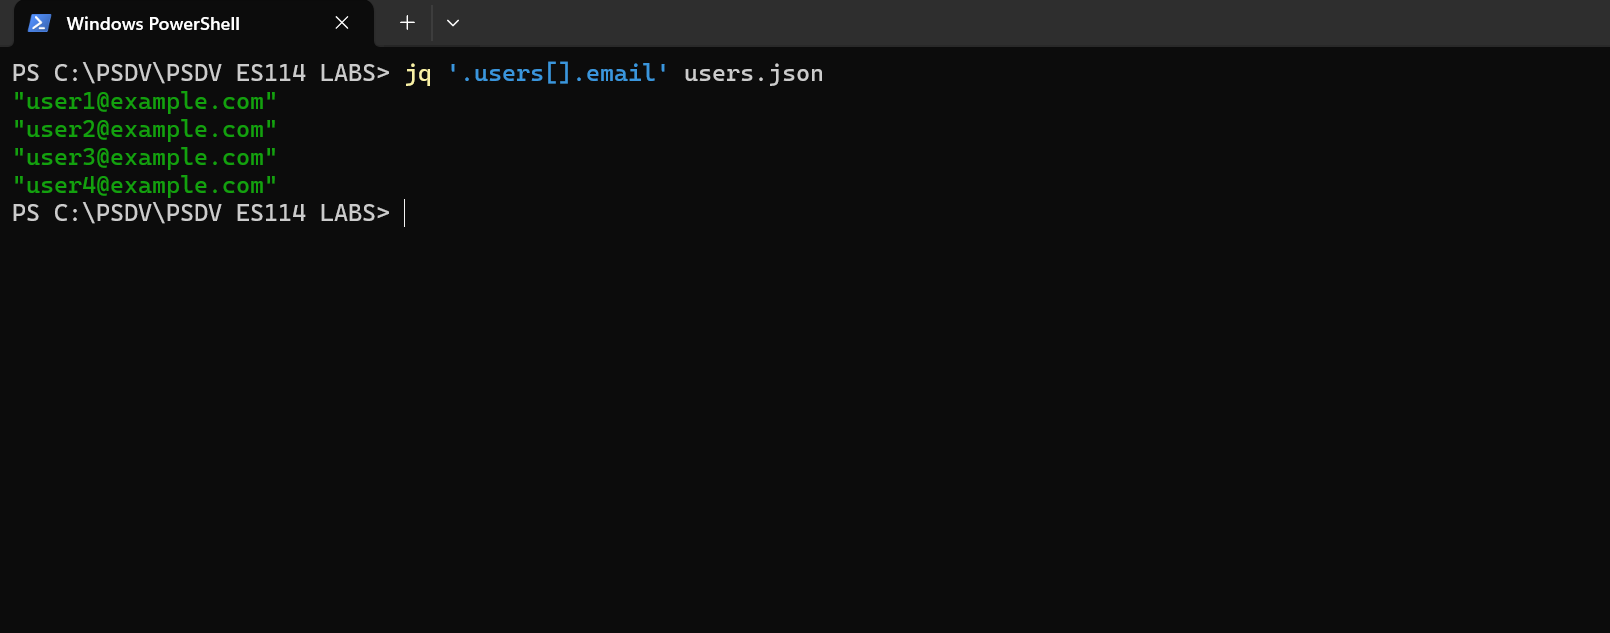 Windows PowerShell
PS C:\PSDV\PSDV ES114 LABS> jq '.users[].email' users.json
"user1@example.com"
"user2@example.com"
"user3@example.com"
"user4@example.com"
PS C:\PSDV\PSDV ES114 LABS>